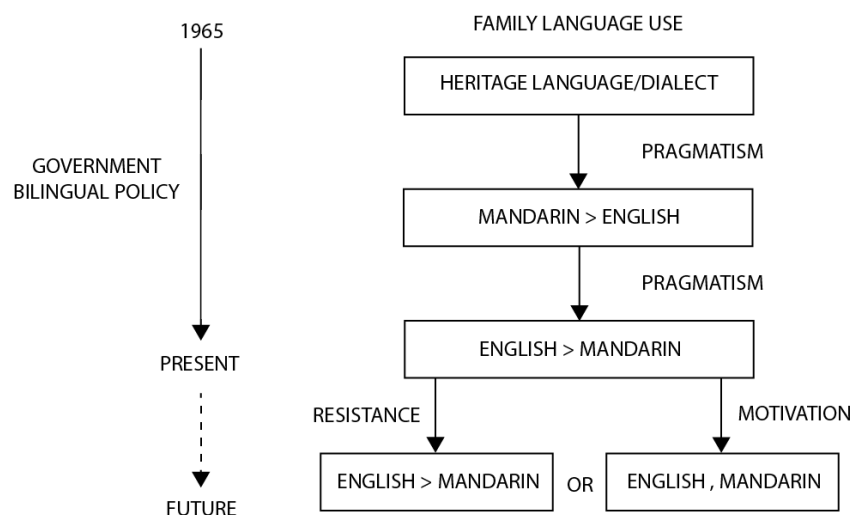 1965
FAMILY LANGUAGE USE
HERITAGE LANGUAGE/DIALECT
PRAGMATISM
GOVERNMENT
BILINGUAL POLICY
MANDARIN > ENGLISH
PRAGMATISM
ENGLISH > MANDARIN
PRESENT
RESISTANCE
MOTIVATION
ENGLISH > MANDARIN
OR
ENGLISH , MANDARIN
FUTURE